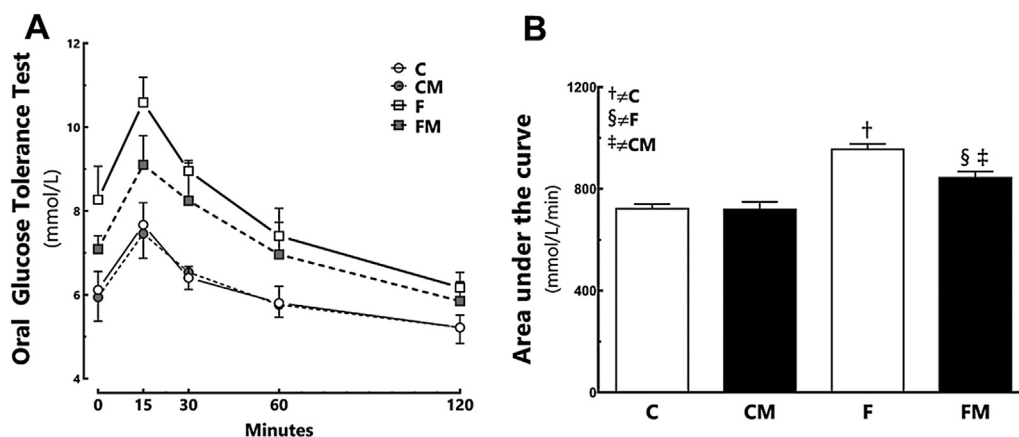 A
Oral Glucose Tolerance Test
(mmol/L)
12
10
8
6
4
0 15 30 60 120
Minutes
C
CM
F
FM
B
Area under the curve
(mmol/L/min)
1200
800
400
0
†≠C
§≠F
‡≠CM
†
§ ‡
C CM F FM